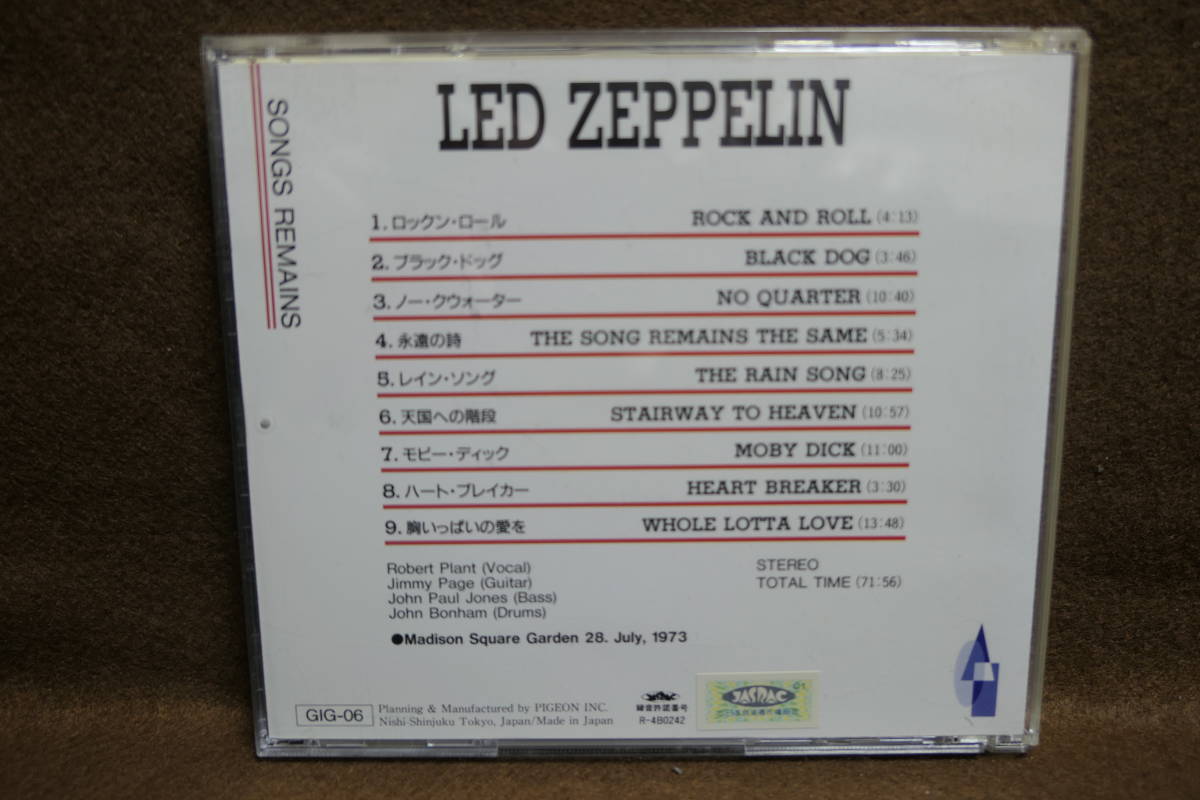 LED ZEPPELIN
SONGS REMAINS
1. ロックン・ロール ROCK AND ROLL (4:13)
2. ブラック・ドッグ BLACK DOG (3:46)
3. ノー・クウォーター NO QUARTER (10:40)
4. 永遠の詩 THE SONG REMAINS THE SAME (5:34)
5. レイン・ソング THE RAIN SONG (8:25)
6. 天国への階段 STAIRWAY TO HEAVEN (10:57)
7. モビー・ディック MOBY DICK (11:00)
8. ハート・ブレイカー HEART BREAKER (3:30)
9. 胸いっぱいの愛を WHOLE LOTTA LOVE (13:48)
Robert Plant (Vocal)
Jimmy Page (Guitar)
John Paul Jones (Bass)
John Bonham (Drums)
STEREO
TOTAL TIME (71:56)
●Madison Square Garden 28. July, 1973
GIG-06
Planning & Manufactured by PIGEON INC.
Nishi-Shinjuku Tokyo, Japan/Made in Japan
録音許諾番号
R-480242
JASRAC
01